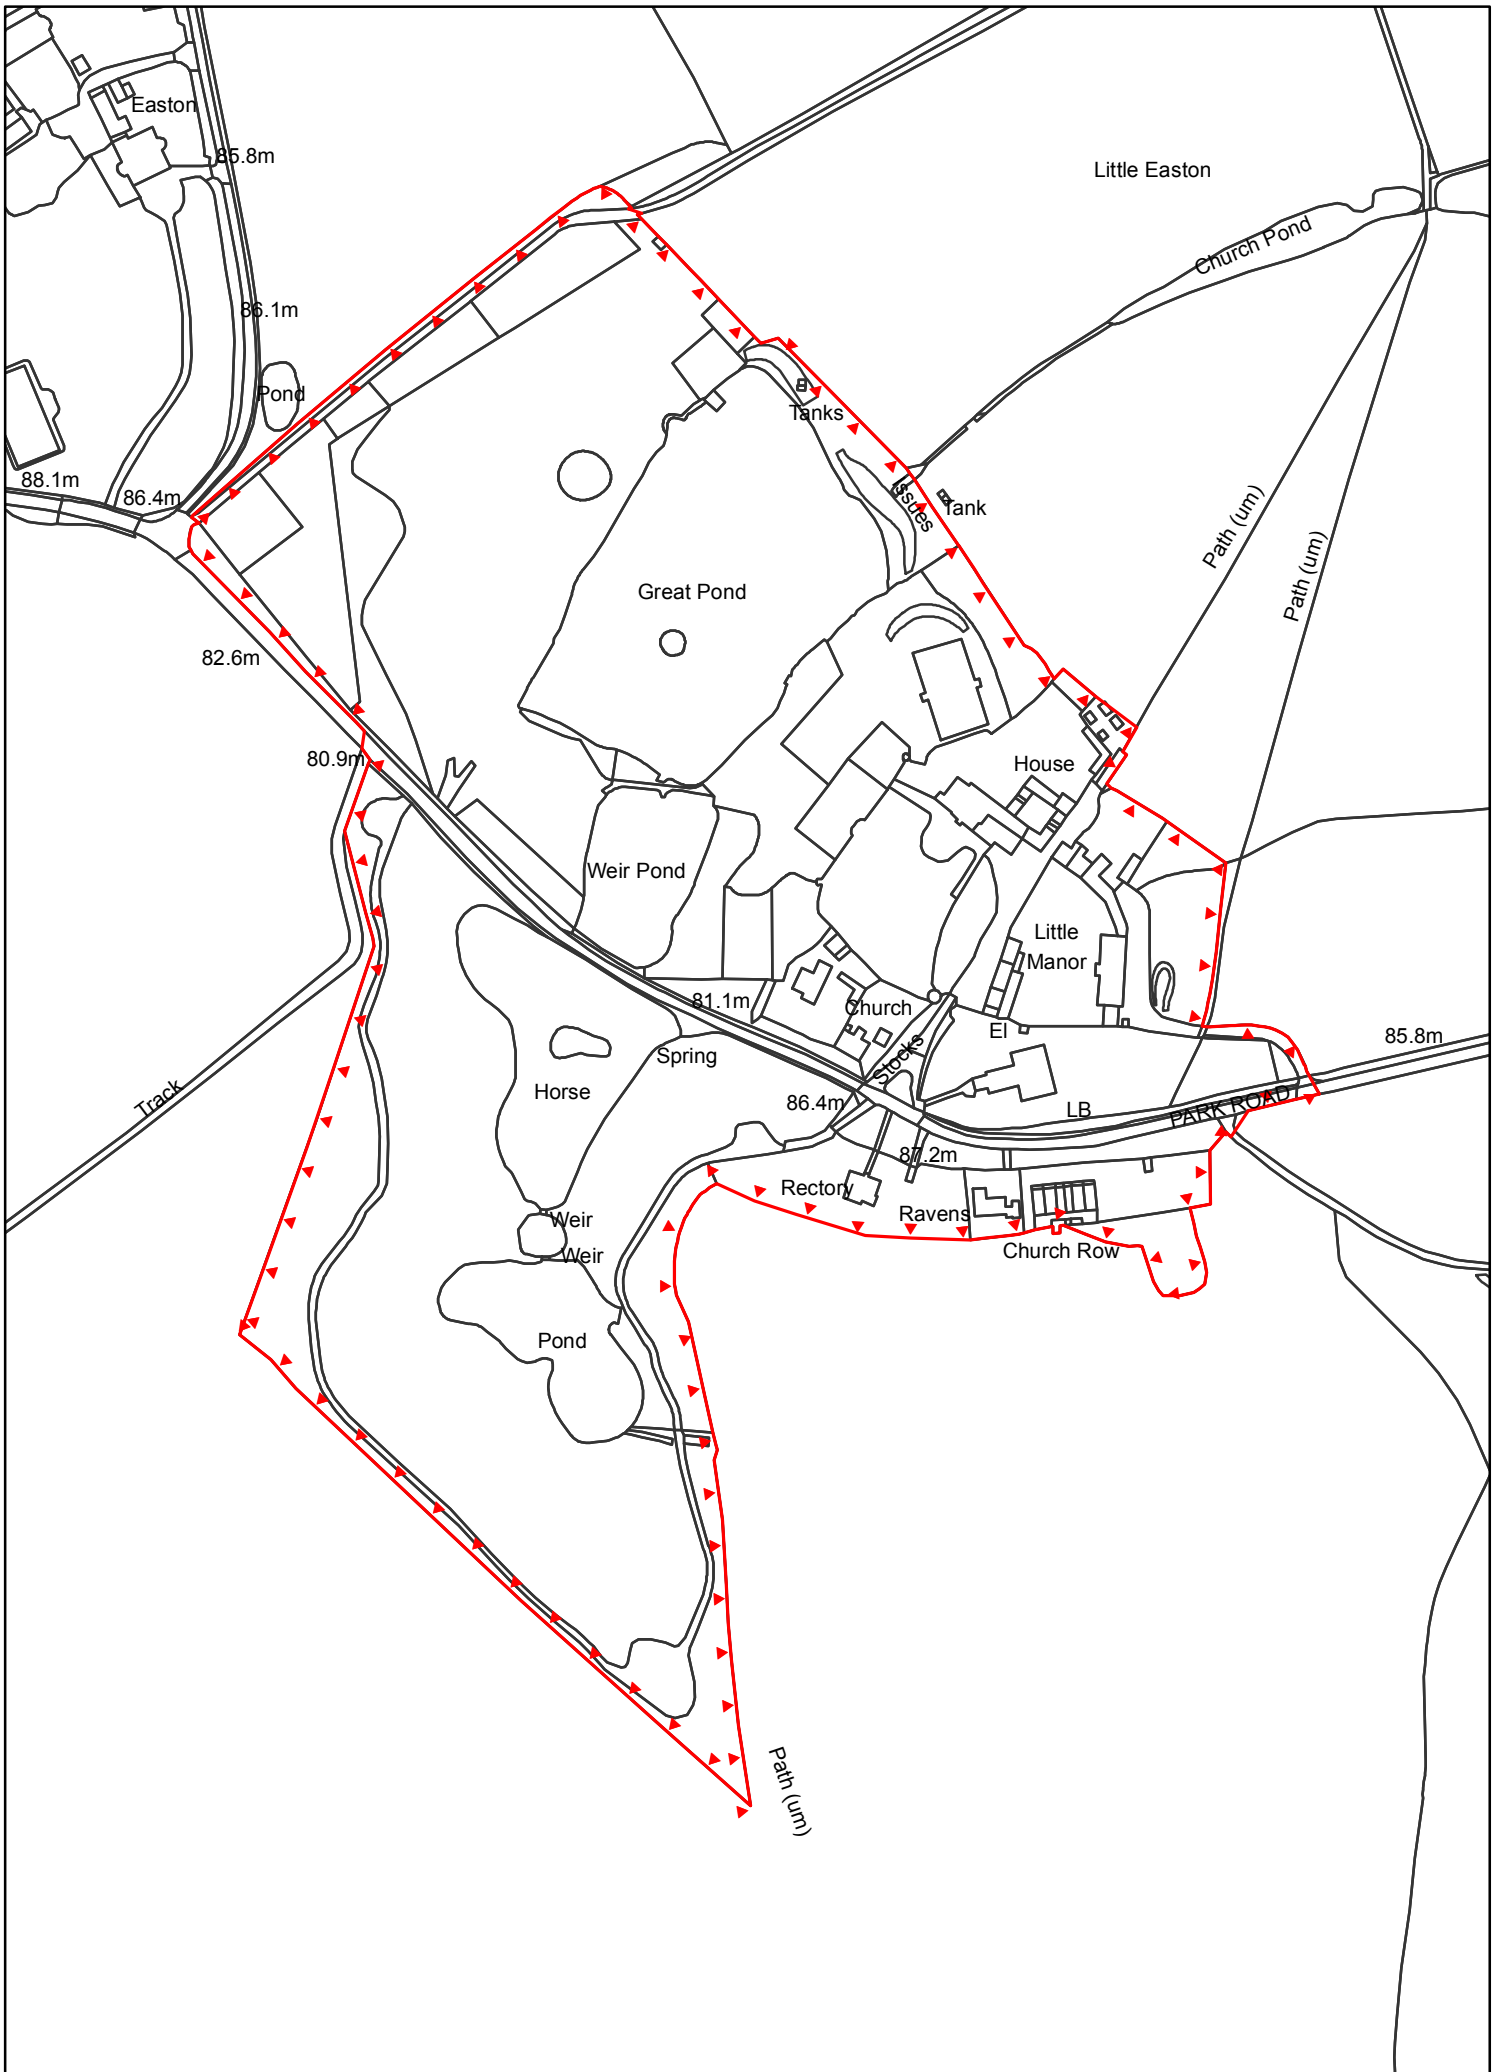 Easton
85.8m
Little Easton
Church Pond
86.1m
Pond
Tanks
88.1m
86.4m
Issues
Tank
Path (um)
Path (um)
Great Pond
82.6m
80.9m
House
Weir Pond
Little
Manor
81.1m
Church
El
85.8m
Spring
Stocks
Track
Horse
86.4m
LB
PARK ROAD
87.2m
Rectory
Ravens
Weir
Church Row
Weir
Pond
Path (um)